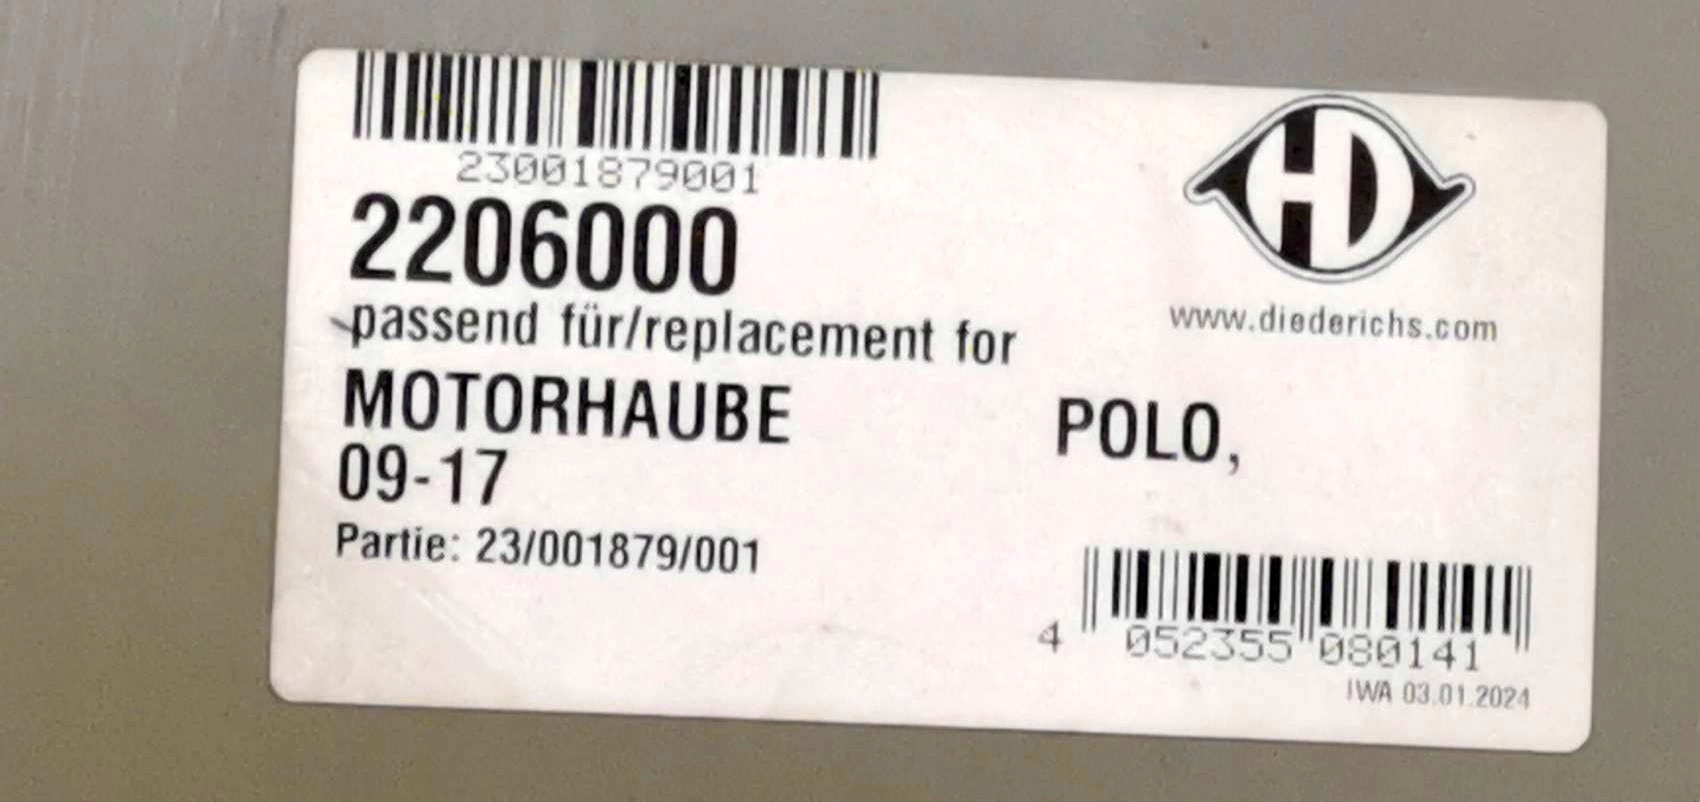 23001879001
2206000
HD
www.diederichs.com
passend für/replacement for
MOTORHAUBE POLO,
09-17
Partie: 23/001879/001
4 052355 080141
IWA 03.01.2024